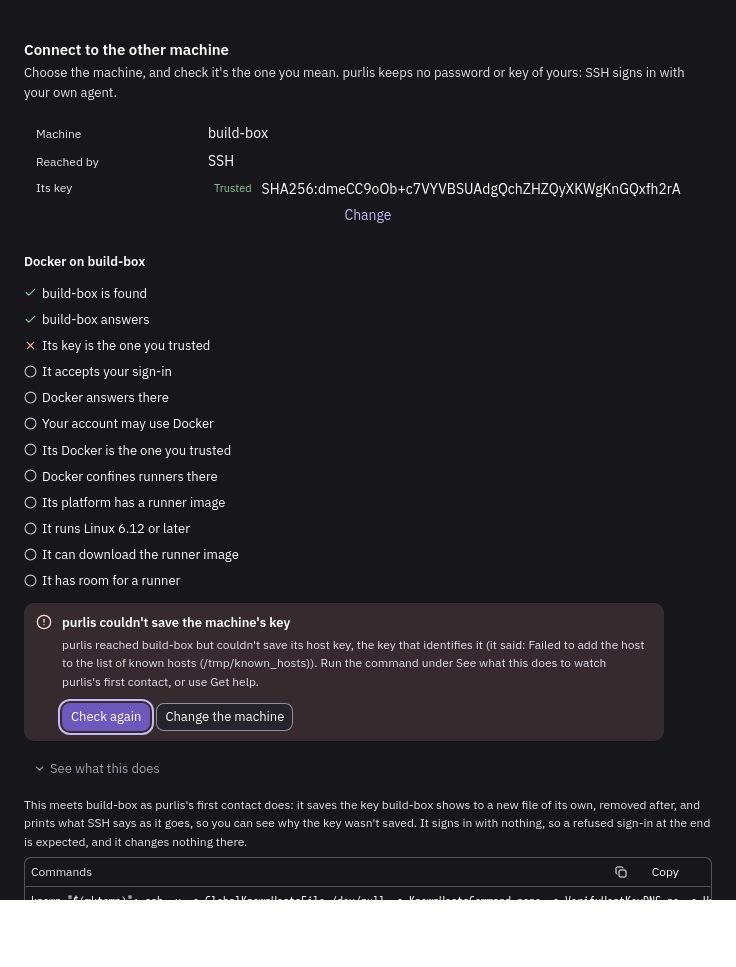 Connect to the other machine
Choose the machine, and check it's the one you mean. purlis keeps no password or key of yours: SSH signs in with
your own agent.
Machine build-box
Reached by SSH
Its key Trusted SHA256:dmeCC9oOb+c7VYVBSUAdgQchZHZQyXKWgKnGQxfh2rA
Change
Docker on build-box
build-box is found
build-box answers
Its key is the one you trusted
It accepts your sign-in
Docker answers there
Your account may use Docker
Its Docker is the one you trusted
Docker confines runners there
Its platform has a runner image
It runs Linux 6.12 or later
It can download the runner image
It has room for a runner
purlis couldn't save the machine's key
purlis reached build-box but couldn't save its host key, the key that identifies it (it said: Failed to add the host
to the list of known hosts (/tmp/known_hosts)). Run the command under See what this does to watch
purlis's first contact, or use Get help.
Check again Change the machine
See what this does
This meets build-box as purlis's first contact does: it saves the key build-box shows to a new file of its own, removed after, and
prints what SSH says as it goes, so you can see why the key wasn't saved. It signs in with nothing, so a refused sign-in at the end
is expected, and it changes nothing there.
Commands Copy